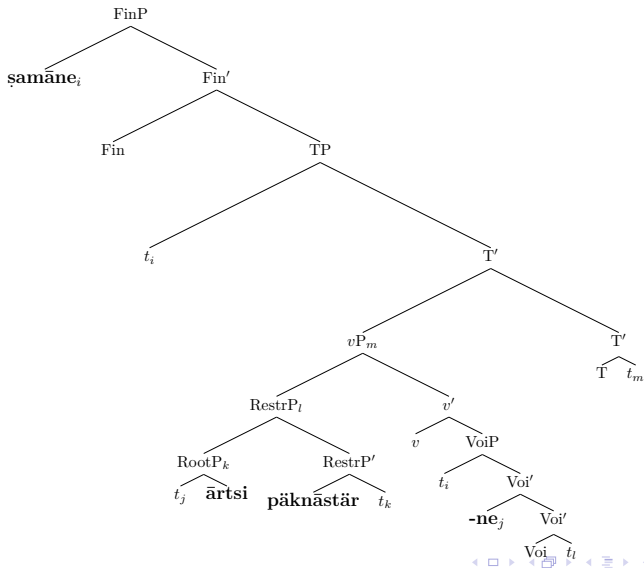 FinP
ṣamāneᵢ Fin′
Fin TP
tᵢ T′
vPₘ T′
T tₘ
RestrPₗ v′
v VoiP
RootPₖ RestrP′
tᵢ Voi′
tⱼ ārtsi päknāstär tₖ
-neⱼ Voi′
Voi tₗ